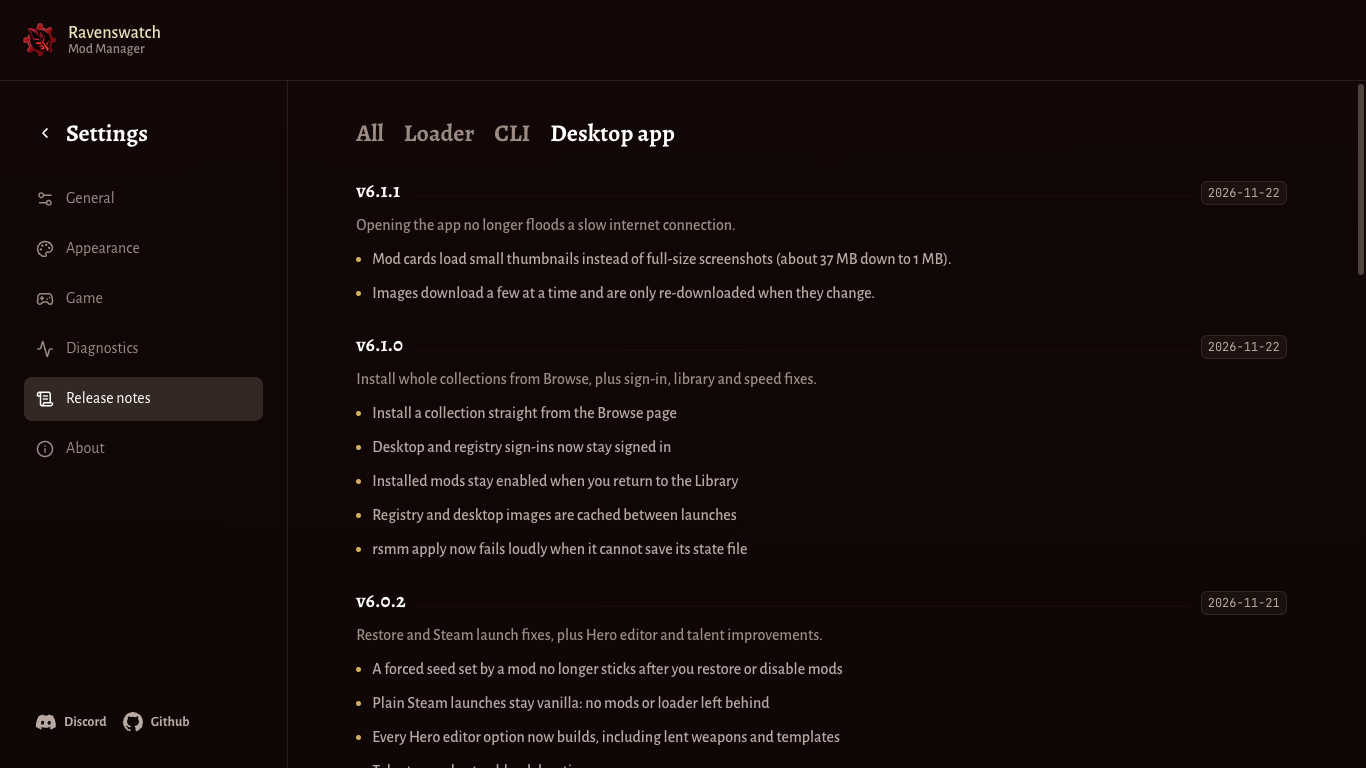 Ravenswatch
Mod Manager
Settings
General
Appearance
Game
Diagnostics
Release notes
About
Discord
Github
All Loader CLI Desktop app
v6.1.1 2026-11-22
Opening the app no longer floods a slow internet connection.
Mod cards load small thumbnails instead of full-size screenshots (about 37 MB down to 1 MB).
Images download a few at a time and are only re-downloaded when they change.
v6.1.0 2026-11-22
Install whole collections from Browse, plus sign-in, library and speed fixes.
Install a collection straight from the Browse page
Desktop and registry sign-ins now stay signed in
Installed mods stay enabled when you return to the Library
Registry and desktop images are cached between launches
rsmm apply now fails loudly when it cannot save its state file
v6.0.2 2026-11-21
Restore and Steam launch fixes, plus Hero editor and talent improvements.
A forced seed set by a mod no longer sticks after you restore or disable mods
Plain Steam launches stay vanilla: no mods or loader left behind
Every Hero editor option now builds, including lent weapons and templates